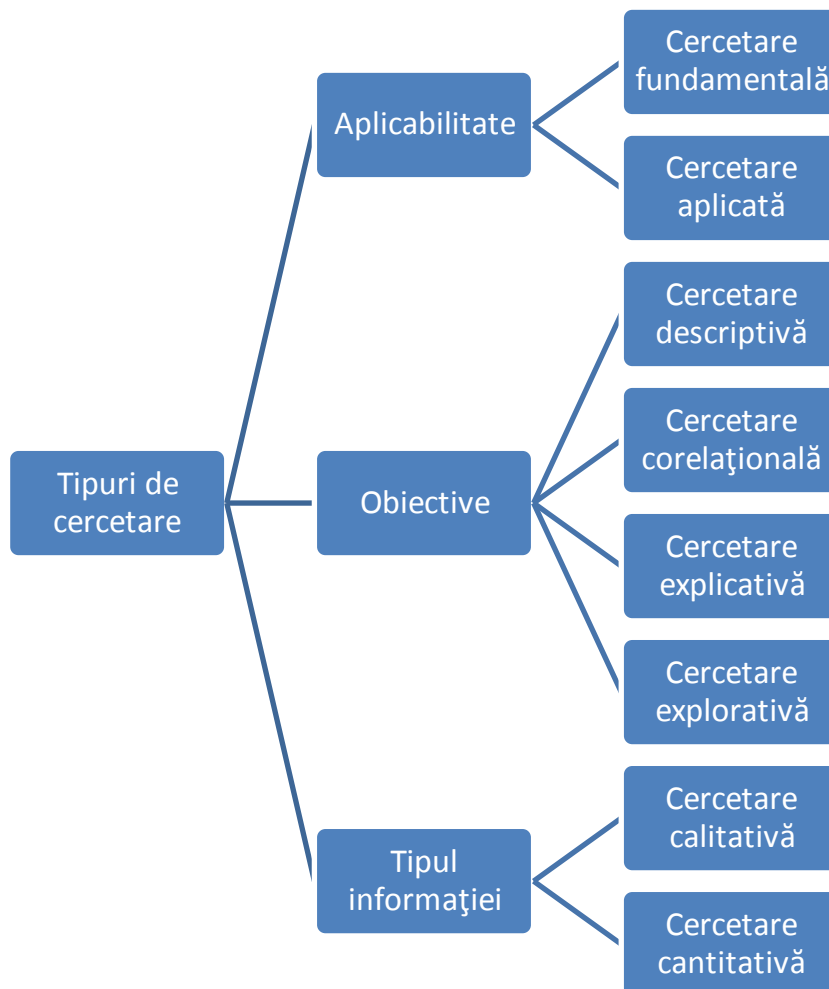 Tipuri de
cercetare
Aplicabilitate
Cercetare
fundamentală
Cercetare
aplicată
Obiective
Cercetare
descriptivă
Cercetare
corelaţională
Cercetare
explicativă
Cercetare
explorativă
Tipul
informaţiei
Cercetare
calitativă
Cercetare
cantitativă